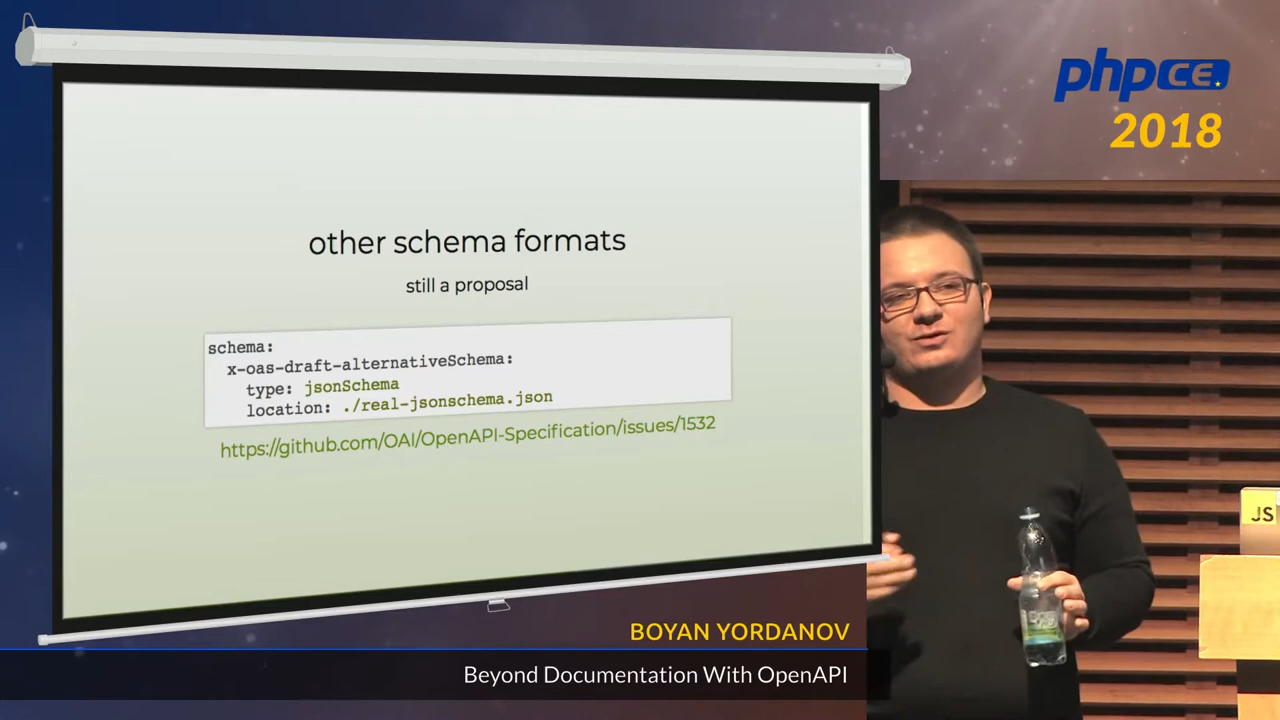 phpce
2018
other schema formats
still a proposal
schema:
x-oas-draft-alternativeSchema:
type: jsonSchema
location: ./real-jsonschema.json
https://github.com/OAI/OpenAPI-Specification/issues/1532
JS
BOYAN YORDANOV
Beyond Documentation With OpenAPI